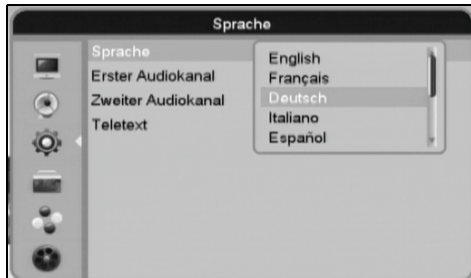 Sprache
Sprache
Erster Audiokanal
Zweiter Audiokanal
Teletext
English
Français
Deutsch
Italiano
Español